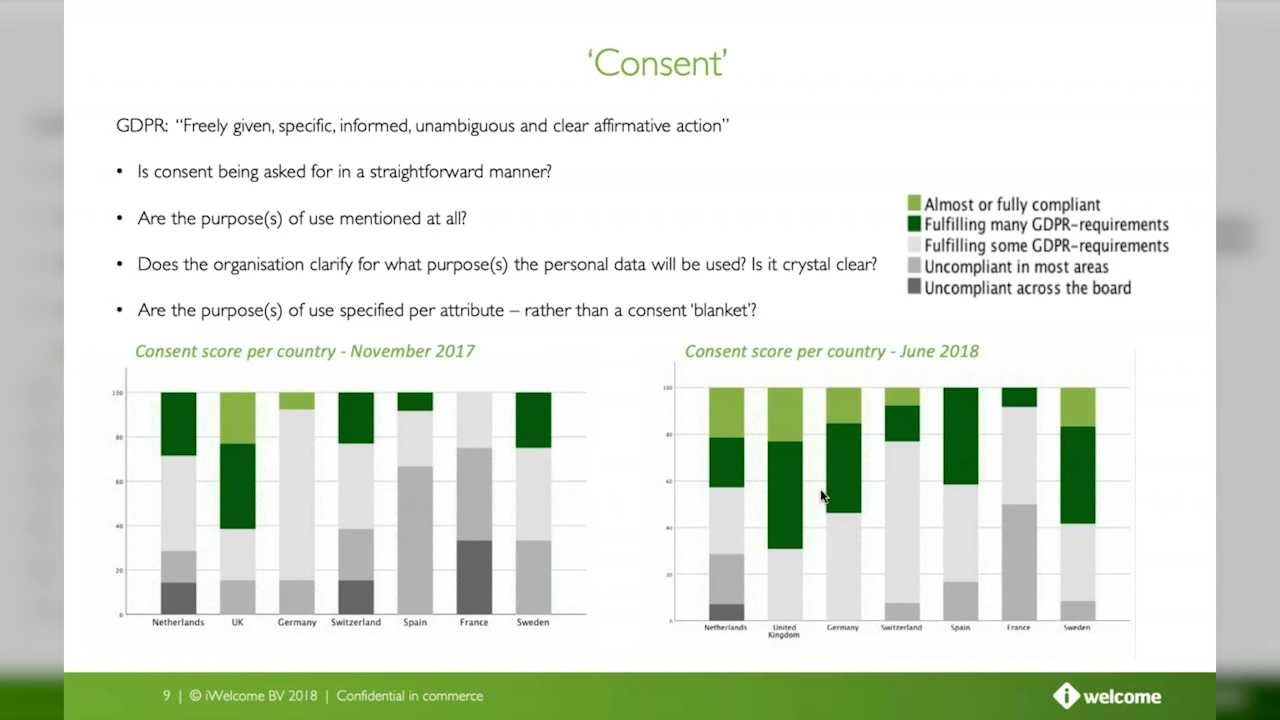 ‘Consent’
GDPR: “Freely given, specific, informed, unambiguous and clear affirmative action”
• Is consent being asked for in a straightforward manner?
• Are the purpose(s) of use mentioned at all?
• Does the organisation clarify for what purpose(s) the personal data will be used? Is it crystal clear?
• Are the purpose(s) of use specified per attribute – rather than a consent ‘blanket’?
Almost or fully compliant
Fulfilling many GDPR-requirements
Fulfilling some GDPR-requirements
Uncompliant in most areas
Uncompliant across the board
Consent score per country - November 2017
100
80
60
40
20
0
Netherlands UK Germany Switzerland Spain France Sweden
Consent score per country - June 2018
100
80
60
40
20
0
Netherlands United Kingdom Germany Switzerland Spain France Sweden
9 | © iWelcome BV 2018 | Confidential in commerce
i welcome